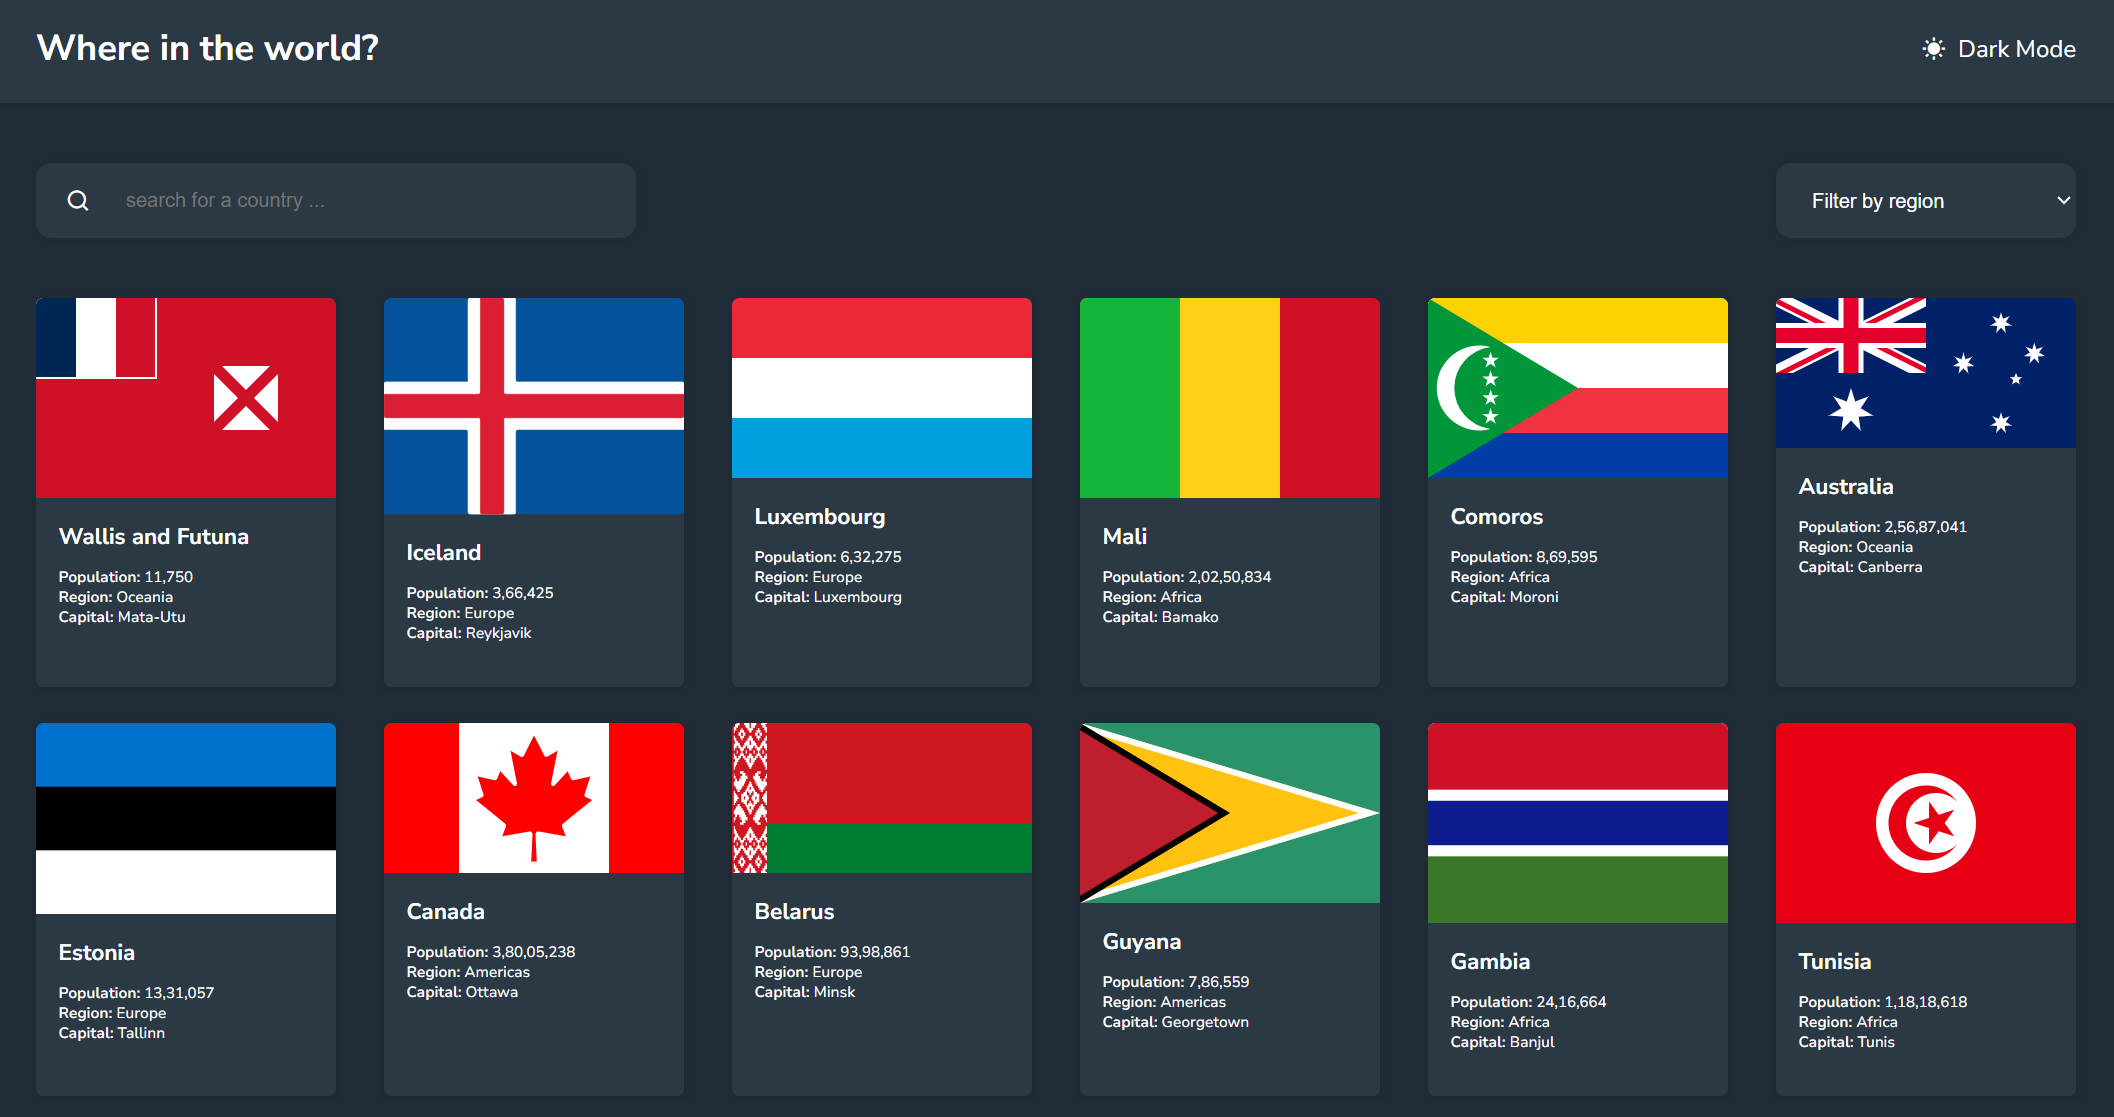 Where in the world?
Dark Mode
search for a country ...
Filter by region
Wallis and Futuna
Population: 11,750
Region: Oceania
Capital: Mata-Utu
Iceland
Population: 3,66,425
Region: Europe
Capital: Reykjavik
Luxembourg
Population: 6,32,275
Region: Europe
Capital: Luxembourg
Mali
Population: 2,02,50,834
Region: Africa
Capital: Bamako
Comoros
Population: 8,69,595
Region: Africa
Capital: Moroni
Australia
Population: 2,56,87,041
Region: Oceania
Capital: Canberra
Estonia
Population: 13,31,057
Region: Europe
Capital: Tallinn
Canada
Population: 3,80,05,238
Region: Americas
Capital: Ottawa
Belarus
Population: 93,98,861
Region: Europe
Capital: Minsk
Guyana
Population: 7,86,559
Region: Americas
Capital: Georgetown
Gambia
Population: 24,16,664
Region: Africa
Capital: Banjul
Tunisia
Population: 1,18,18,618
Region: Africa
Capital: Tunis